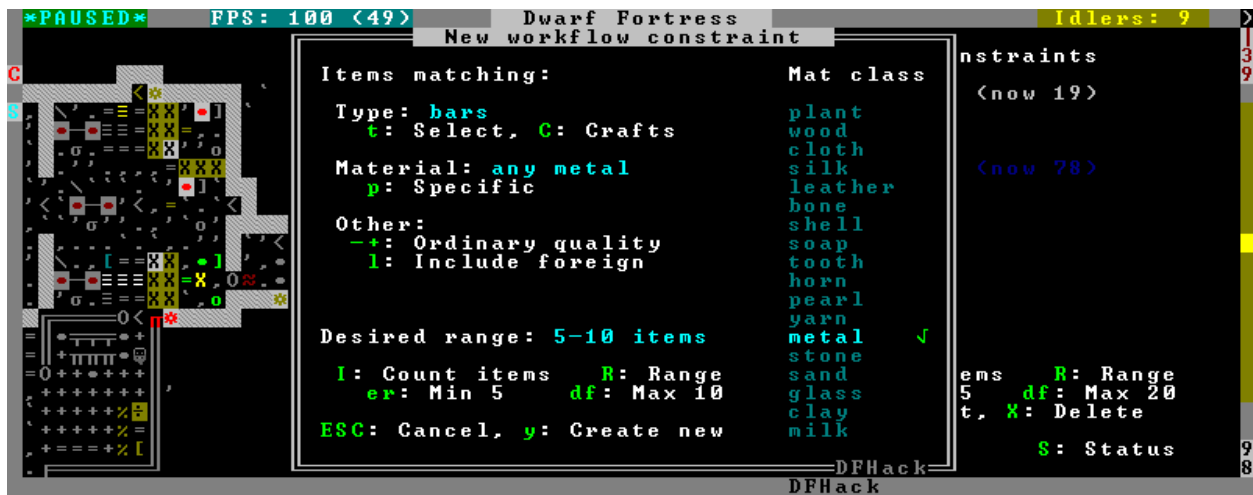 *PAUSED* FPS: 100 (49) Dwarf Fortress Idlers: 9
New workflow constraint
nstraints
Items matching: Mat class
(now 19)
Type: bars plant
t: Select, C: Crafts wood
cloth
Material: any metal silk (now 78)
p: Specific leather
bone
Other: shell
-+: Ordinary quality soap
l: Include foreign tooth
horn
pearl
yarn
Desired range: 5-10 items metal √
stone
I: Count items R: Range sand ems R: Range
er: Min 5 df: Max 10 glass 5 df: Max 20
clay t, X: Delete
ESC: Cancel, y: Create new milk
S: Status
DFHack
DFHack